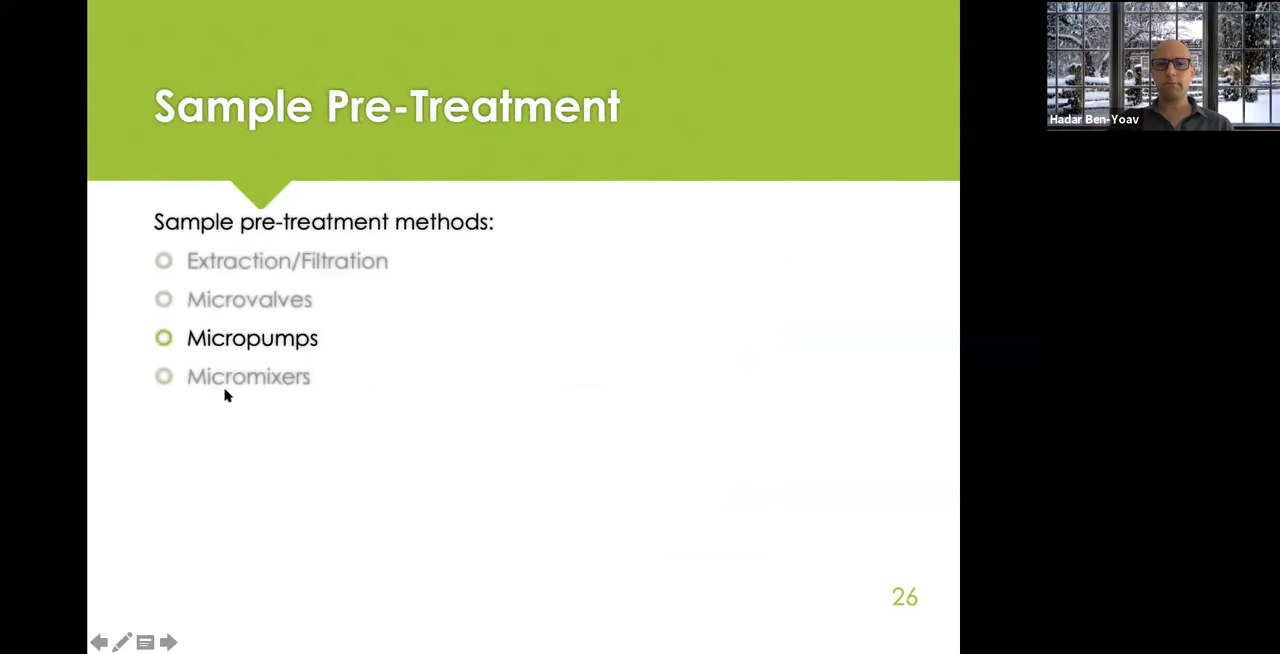 Sample Pre-Treatment
Hadar Ben-Yoav
Sample pre-treatment methods:
Extraction/Filtration
Microvalves
Micropumps
Micromixers
26